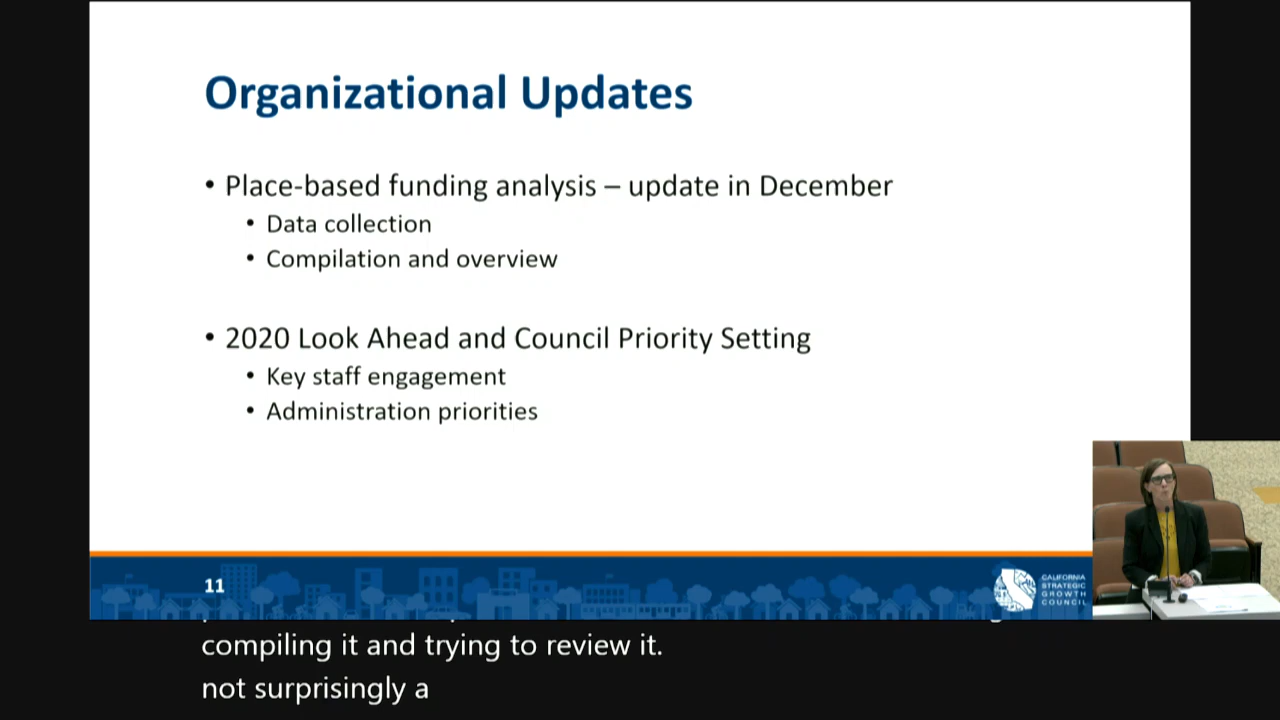 Organizational Updates
• Place-based funding analysis – update in December
• Data collection
• Compilation and overview
• 2020 Look Ahead and Council Priority Setting
• Key staff engagement
• Administration priorities
11
CALIFORNIA
STRATEGIC
GROWTH
COUNCIL
compiling it and trying to review it.
not surprisingly a